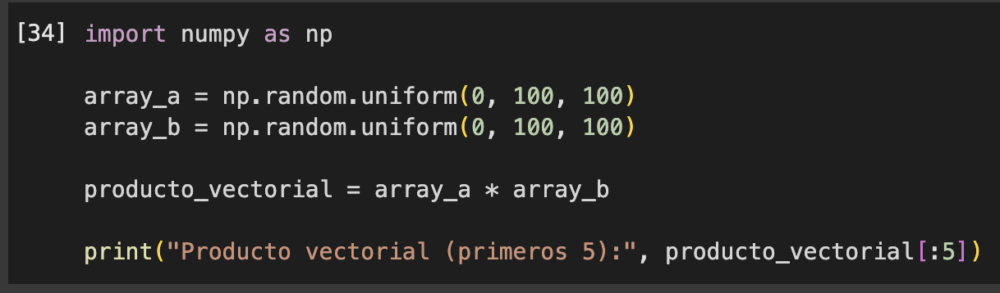 [34] import numpy as np
array_a = np.random.uniform(0, 100, 100)
array_b = np.random.uniform(0, 100, 100)
producto_vectorial = array_a * array_b
print("Producto vectorial (primeros 5):", producto_vectorial[:5])